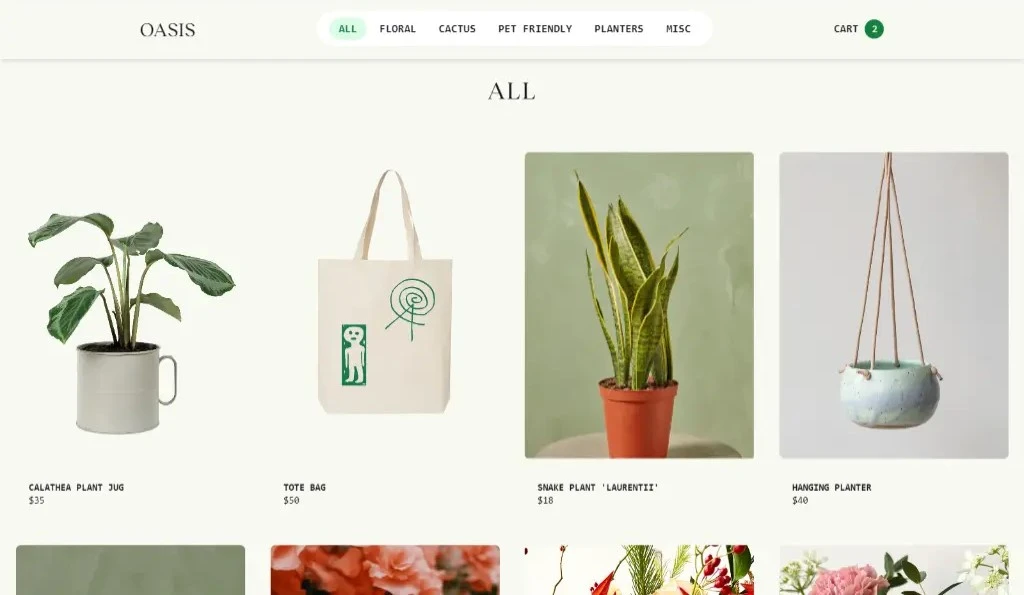 OASIS
ALL FLORAL CACTUS PET FRIENDLY PLANTERS MISC
CART 2
ALL
CALATHEA PLANT JUG
$35
TOTE BAG
$50
SNAKE PLANT 'LAURENTII'
$18
HANGING PLANTER
$40